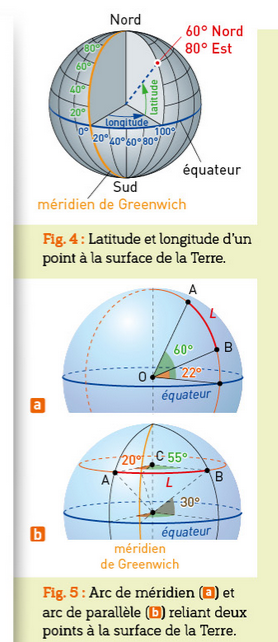 Nord
60° Nord
80° Est
80°
60°
40°
20°
latitude
longitude
0°
20°
40°
60°
80°
100°
équateur
Sud
méridien de Greenwich
Fig. 4 : Latitude et longitude d’un
point à la surface de la Terre.
A
L
B
60°
O
22°
équateur
a
20°
C
55°
A
L
B
30°
équateur
b
méridien
de Greenwich
Fig. 5 : Arc de méridien (a) et
arc de parallèle (b) reliant deux
points à la surface de la Terre.